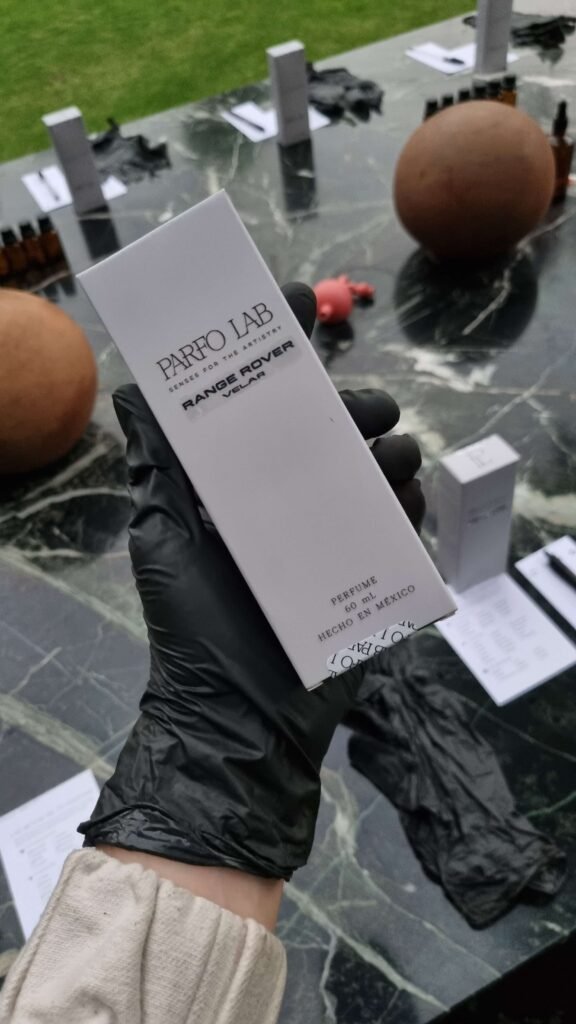 PARFO LAB
SENSES FOR THE ARTISTRY
RANGE ROVER
VELAR
PERFUME
60 mL
HECHO EN MÉXICO